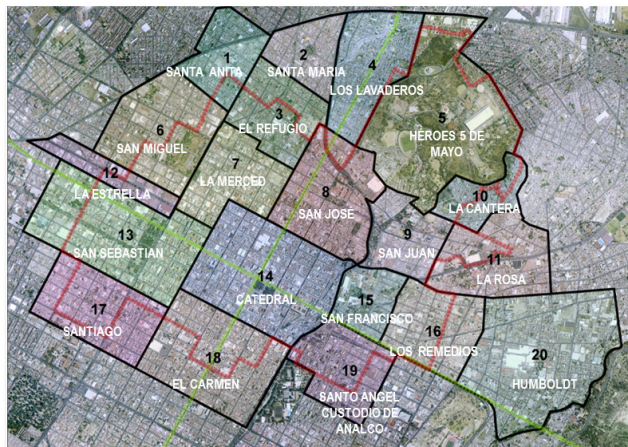 1
SANTA ANITA
2
SANTA MARIA
3
EL REFUGIO
4
LOS LAVADEROS
5
HÉROES 5 DE
MAYO
6
SAN MIGUEL
7
LA MERCED
8
SAN JOSÉ
9
SAN JUAN
10
LA CANTERA
11
LA ROSA
12
LA ESTRELLA
13
SAN SEBASTIAN
14
CATEDRAL
15
SAN FRANCISCO
16
LOS REMEDIOS
17
SANTIAGO
18
EL CARMEN
19
SANTO ANGEL
CUSTODIO DE
ANALCO
20
HUMBOLDT